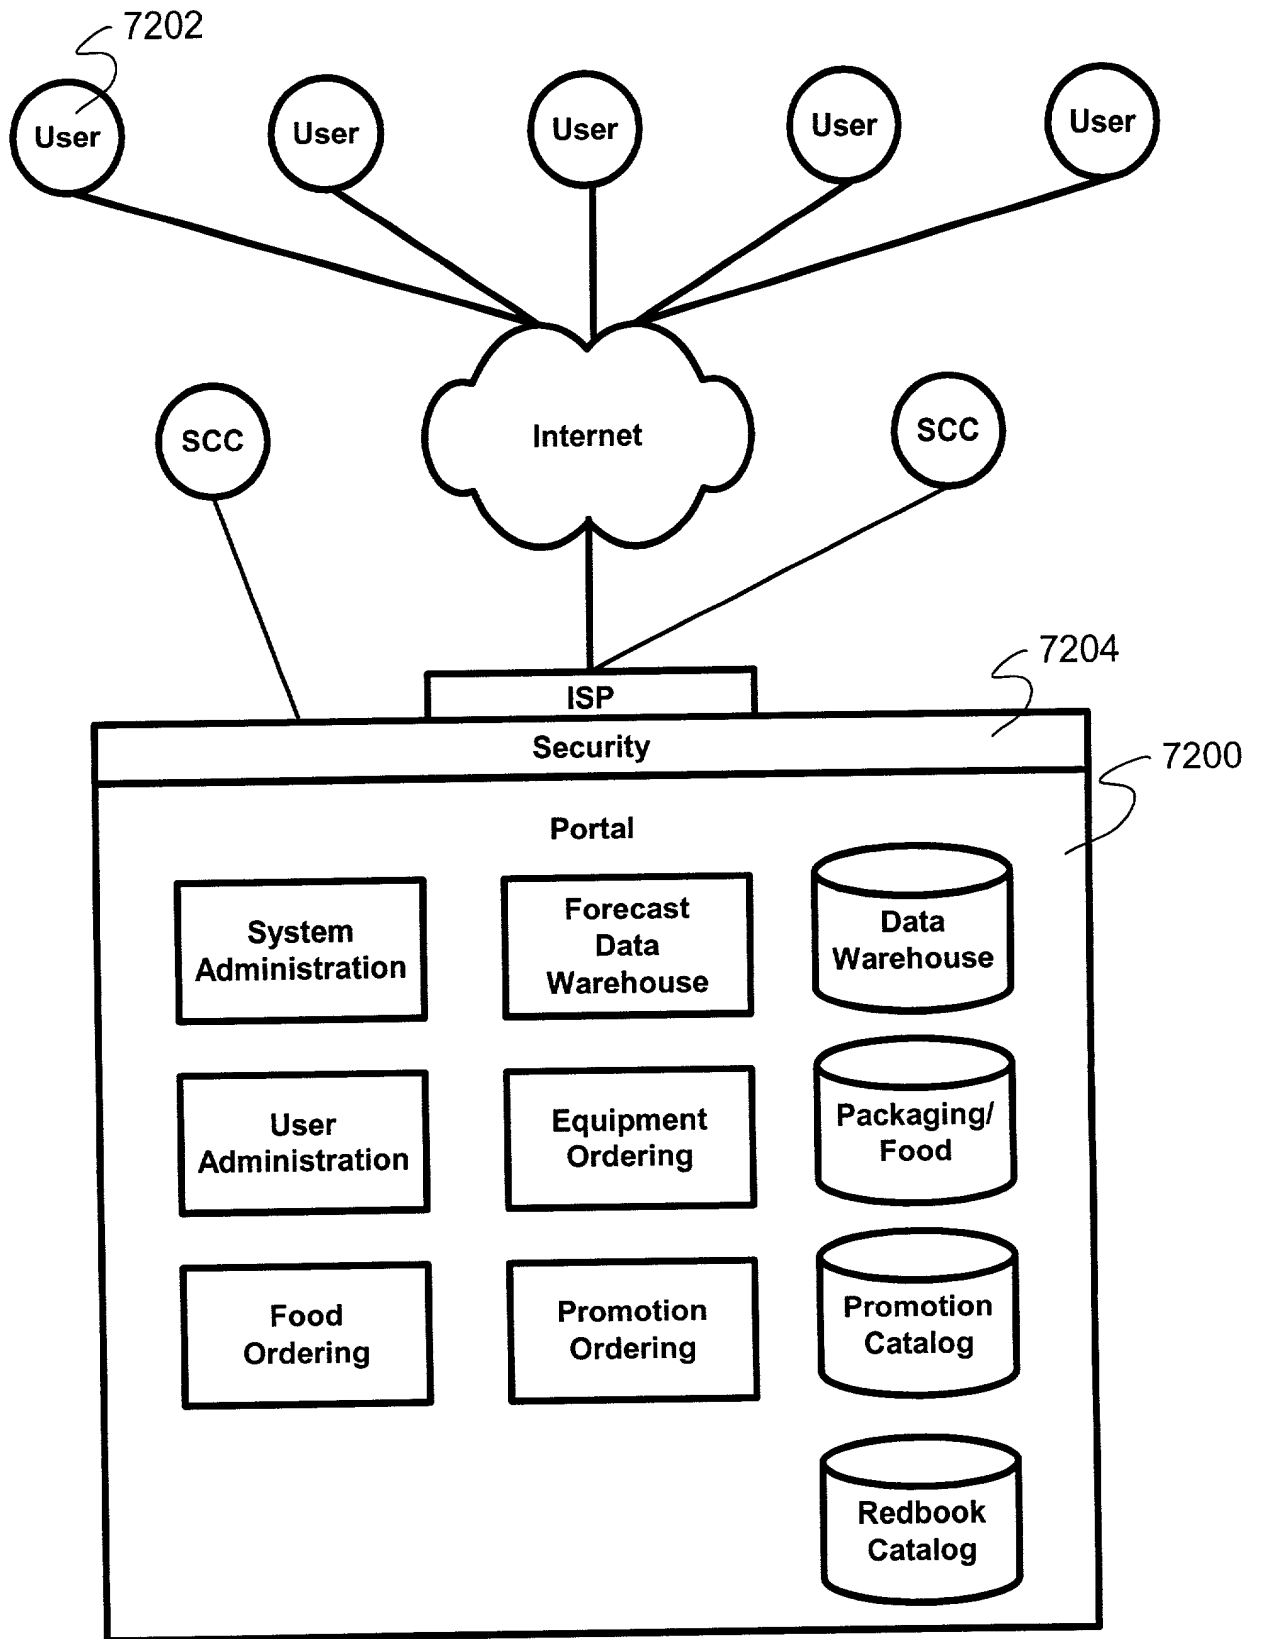 7202
User
User
User
User
User
SCC
Internet
SCC
7204
ISP
Security
7200
Portal
System
Administration
Forecast
Data
Warehouse
Data
Warehouse
User
Administration
Equipment
Ordering
Packaging/
Food
Food
Ordering
Promotion
Ordering
Promotion
Catalog
Redbook
Catalog